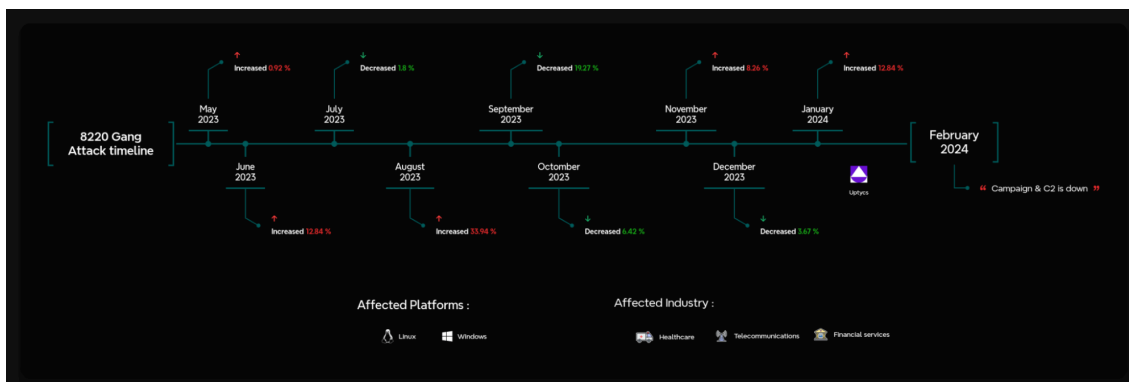 8220 Gang
Attack timeline
May
2023
↑
Increased 0.92 %
June
2023
↑
Increased 12.84 %
July
2023
↓
Decreased 1.8 %
August
2023
↑
Increased 33.94 %
September
2023
↓
Decreased 19.27 %
Octomber
2023
↓
Decreased 6.42 %
November
2023
↑
Increased 8.26 %
December
2023
↓
Decreased 3.67 %
January
2024
↑
Increased 12.84 %
Uptycs
February
2024
“ Campaign & C2 is down ”
Affected Platforms :
Linux
Windows
Affected Industry :
Healthcare
Telecommunications
Financial services